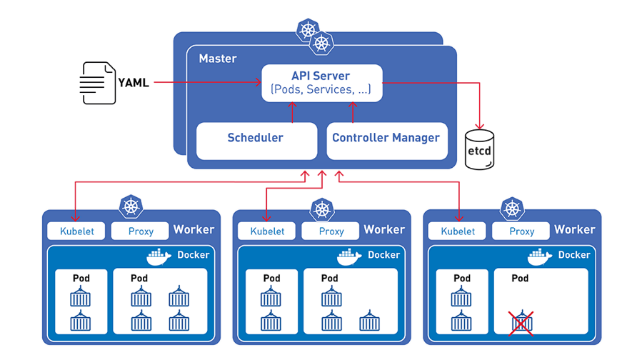 Master
YAML
API Server
(Pods, Services, ...)
Scheduler
Controller Manager
etcd
Kubelet
Proxy
Worker
Docker
Pod
Pod
Kubelet
Proxy
Worker
Docker
Pod
Pod
Kubelet
Proxy
Worker
Docker
Pod
Pod